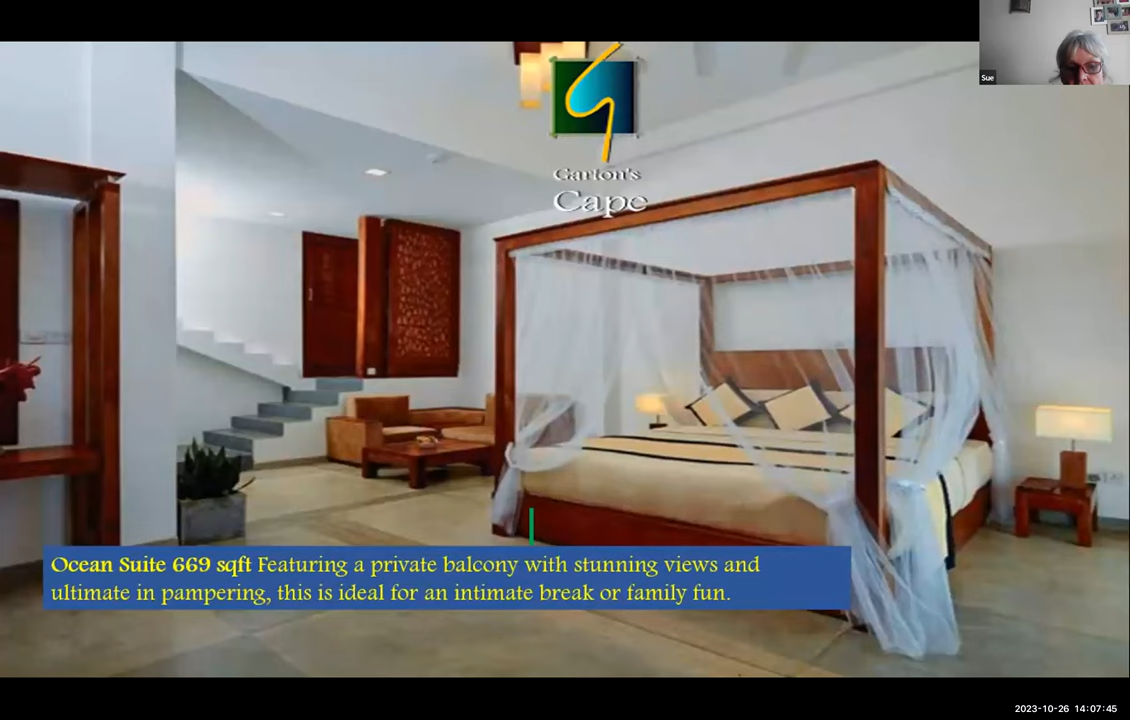 Sue
Garton's
Cape
Ocean Suite 669 sqft Featuring a private balcony with stunning views and
ultimate in pampering, this is ideal for an intimate break or family fun.
2023-10-26 14:07:45